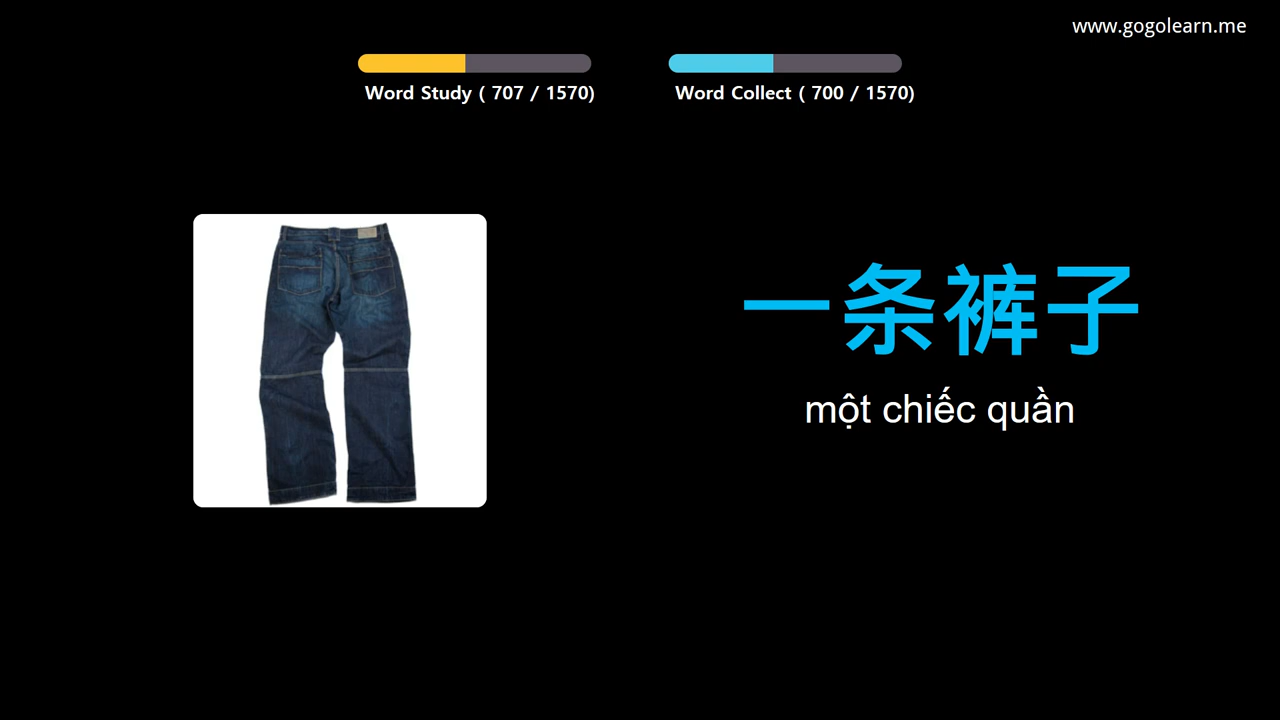 www.gogolearn.me
Word Study ( 707 / 1570)
Word Collect ( 700 / 1570)
一条裤子
một chiếc quần